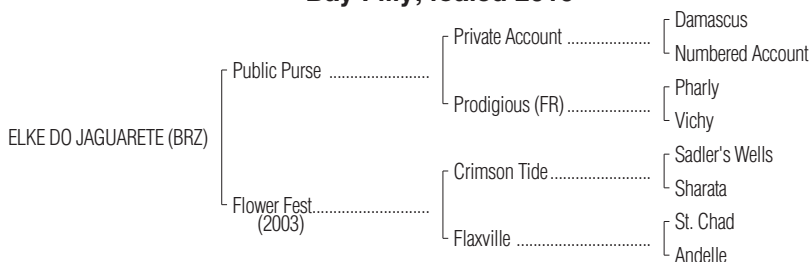 Bay Filly, foaled
Damascus
Private Account ......................
Numbered Account
Public Purse ..........................
Pharly
Prodigious (FR) ......................
Vichy
ELKE DO JAGUARETE (BRZ)
Sadler's Wells
Crimson Tide ..........................
Sharata
Flower Fest..............................
(2003)
St. Chad
Flaxville ..................................
Andelle